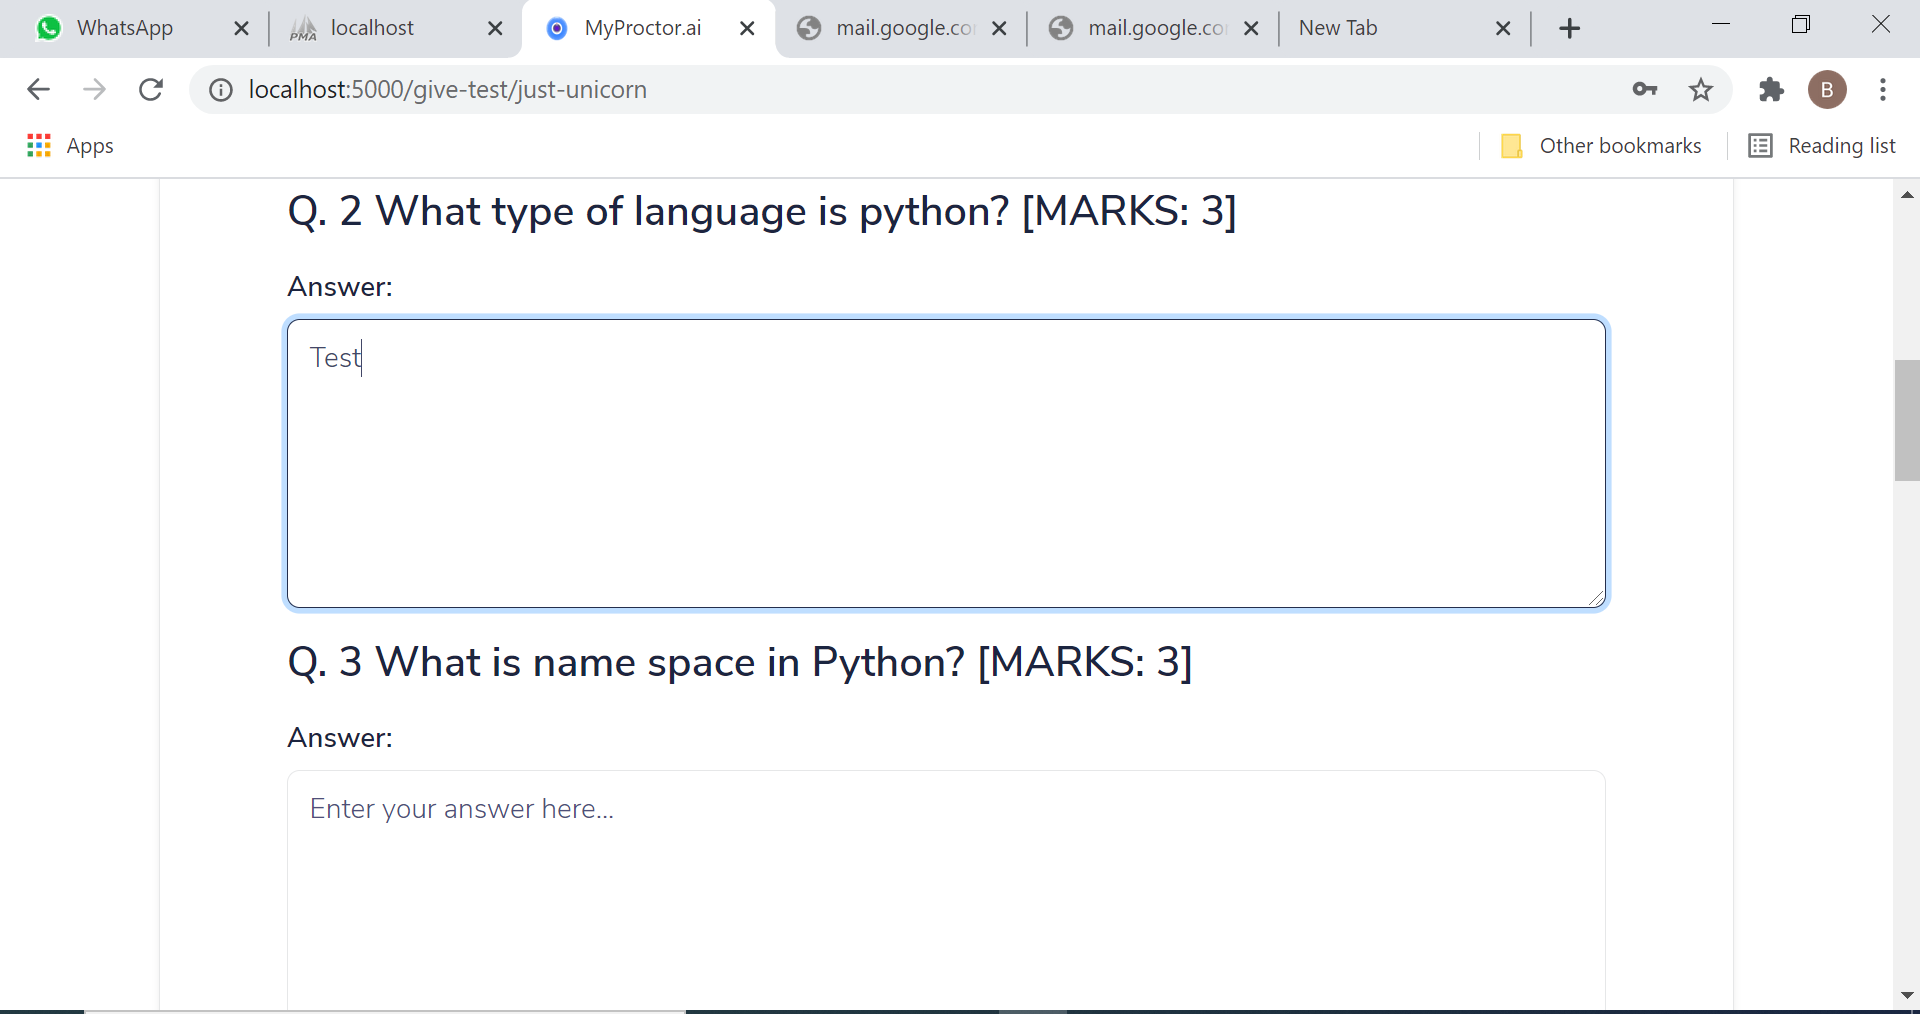 WhatsApp
localhost
MyProctor.ai
mail.google.co
mail.google.co
New Tab
localhost:5000/give-test/just-unicorn
B
Apps
Other bookmarks
Reading list
Q. 2 What type of language is python? [MARKS: 3]
Answer:
Test
Q. 3 What is name space in Python? [MARKS: 3]
Answer:
Enter your answer here...